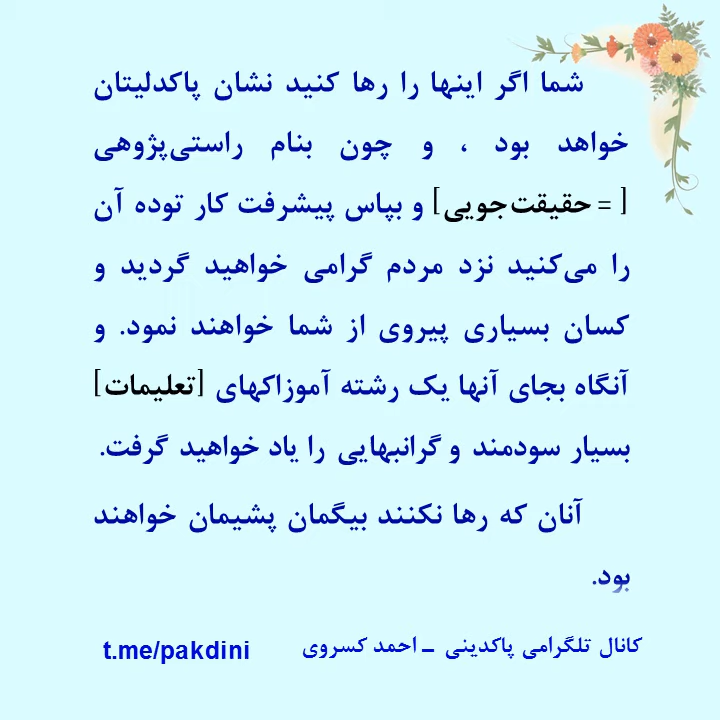 شما اگر اینها را رها کنید نشان پاکدلیتان
خواهد بود ، و چون بنام راستی‌پژوهی
[= حقیقت‌جویی] و بپاس پیشرفت کار توده آن
را می‌کنید نزد مردم گرامی خواهید گردید و
کسان بسیاری پیروی از شما خواهند نمود. و
آنگاه بجای آنها یک رشته آموزاکهای [تعلیمات]
بسیار سودمند و گرانبهایی را یاد خواهید گرفت.
آنان که رها نکنند بیگمان پشیمان خواهند
بود.
کانال تلگرامی پاکدینی ــ احمد کسروی t.me/pakdini